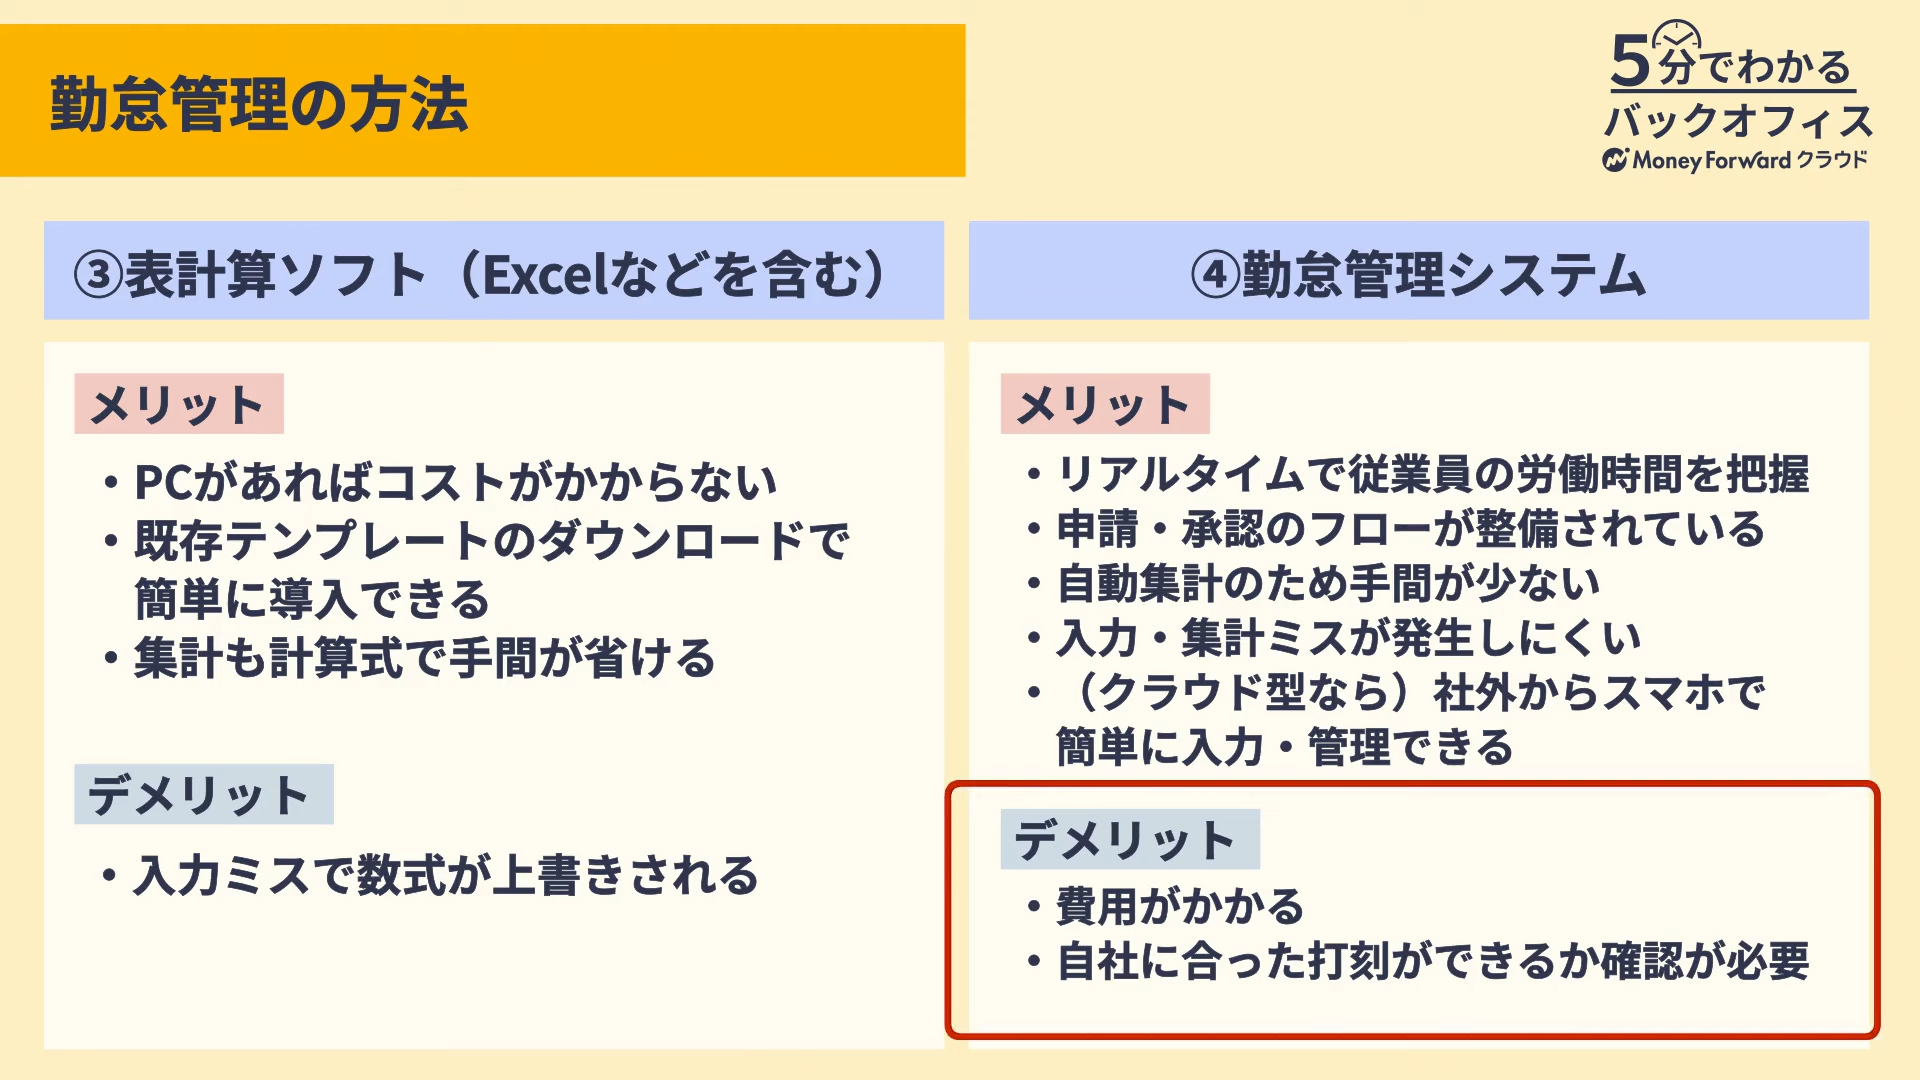 勤怠管理の方法
5分でわかる
バックオフィス
Money Forward クラウド
③表計算ソフト（Excelなどを含む）
メリット
・PCがあればコストがかからない
・既存テンプレートのダウンロードで
簡単に導入できる
・集計も計算式で手間が省ける
デメリット
・入力ミスで数式が上書きされる
④勤怠管理システム
メリット
・リアルタイムで従業員の労働時間を把握
・申請・承認のフローが整備されている
・自動集計のため手間が少ない
・入力・集計ミスが発生しにくい
・（クラウド型なら）社外からスマホで
簡単に入力・管理できる
デメリット
・費用がかかる
・自社に合った打刻ができるか確認が必要